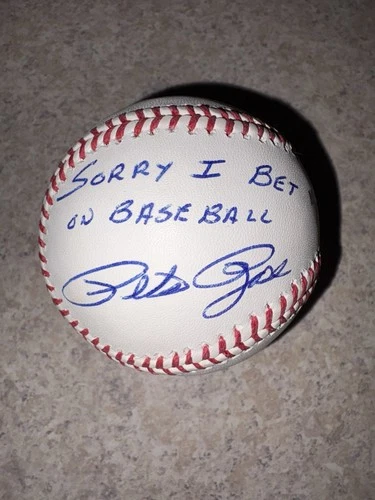 SORRY I BET
ON BASEBALL
Pete Rose